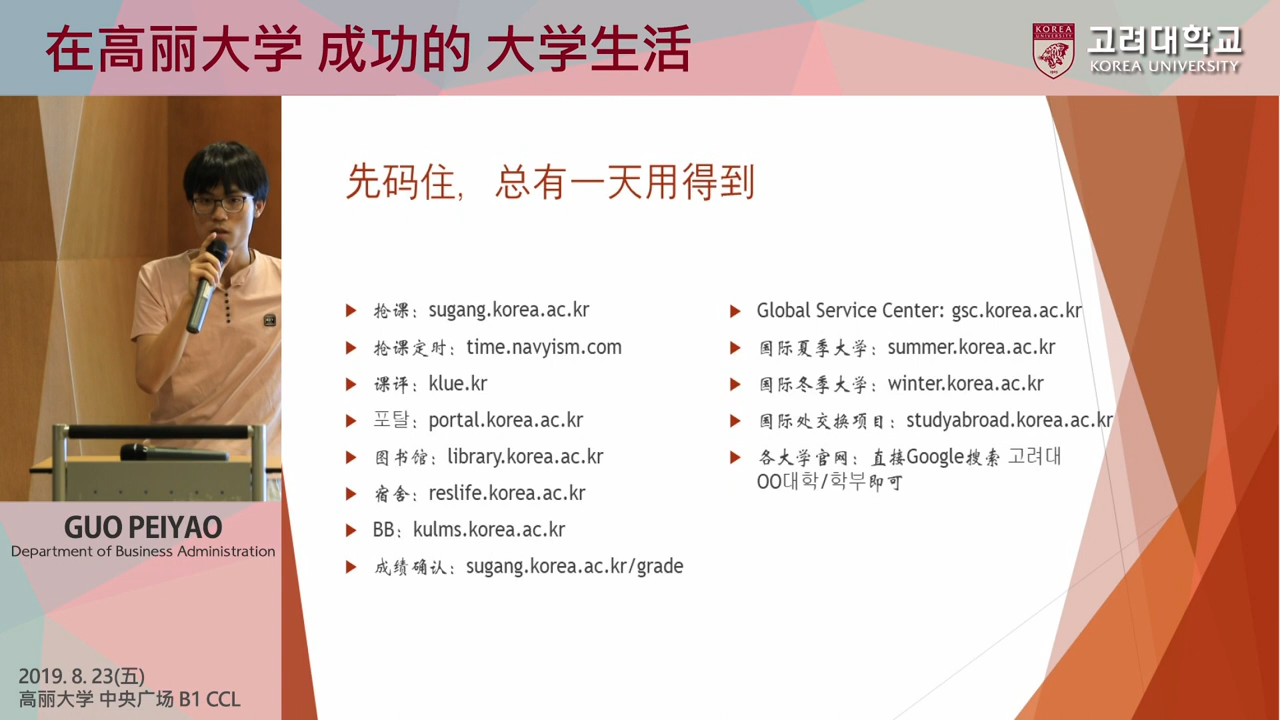 在高丽大学 成功的 大学生活
KOREA
UNIVERSITY
고려대학교
KOREA UNIVERSITY
先码住，总有一天用得到
抢课：sugang.korea.ac.kr
抢课定时：time.navyism.com
课评：klue.kr
포탈：portal.korea.ac.kr
图书馆：library.korea.ac.kr
宿舍：reslife.korea.ac.kr
BB：kulms.korea.ac.kr
成绩确认：sugang.korea.ac.kr/grade
Global Service Center: gsc.korea.ac.kr
国际夏季大学：summer.korea.ac.kr
国际冬季大学：winter.korea.ac.kr
国际处交换项目：studyabroad.korea.ac.kr
各大学官网：直接Google搜索 고려대
OO대학/학부即可
GUO PEIYAO
Department of Business Administration
2019. 8. 23(五)
高丽大学 中央广场 B1 CCL